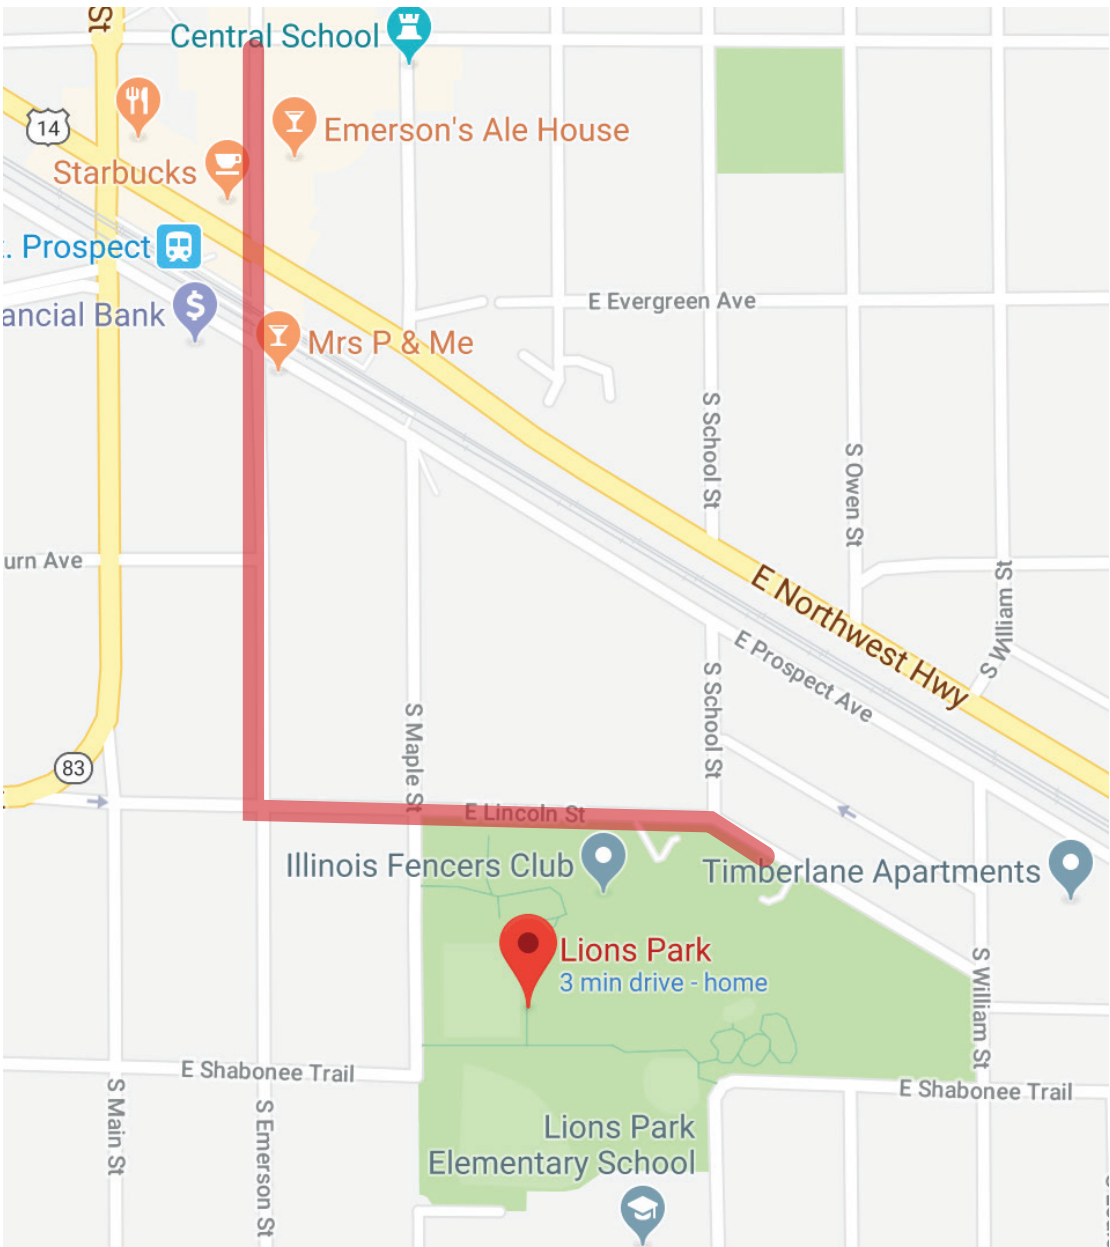 St
Central School
14
Emerson's Ale House
Starbucks
. Prospect
E Evergreen Ave
ancial Bank
Mrs P & Me
S School St
S Owen St
urn Ave
E Northwest Hwy
S William St
E Prospect Ave
S School St
S Maple St
83
E Lincoln St
Illinois Fencers Club
Timberlane Apartments
Lions Park
3 min drive - home
S William St
E Shabonee Trail
E Shabonee Trail
S Main St
S Emerson St
Lions Park
Elementary School